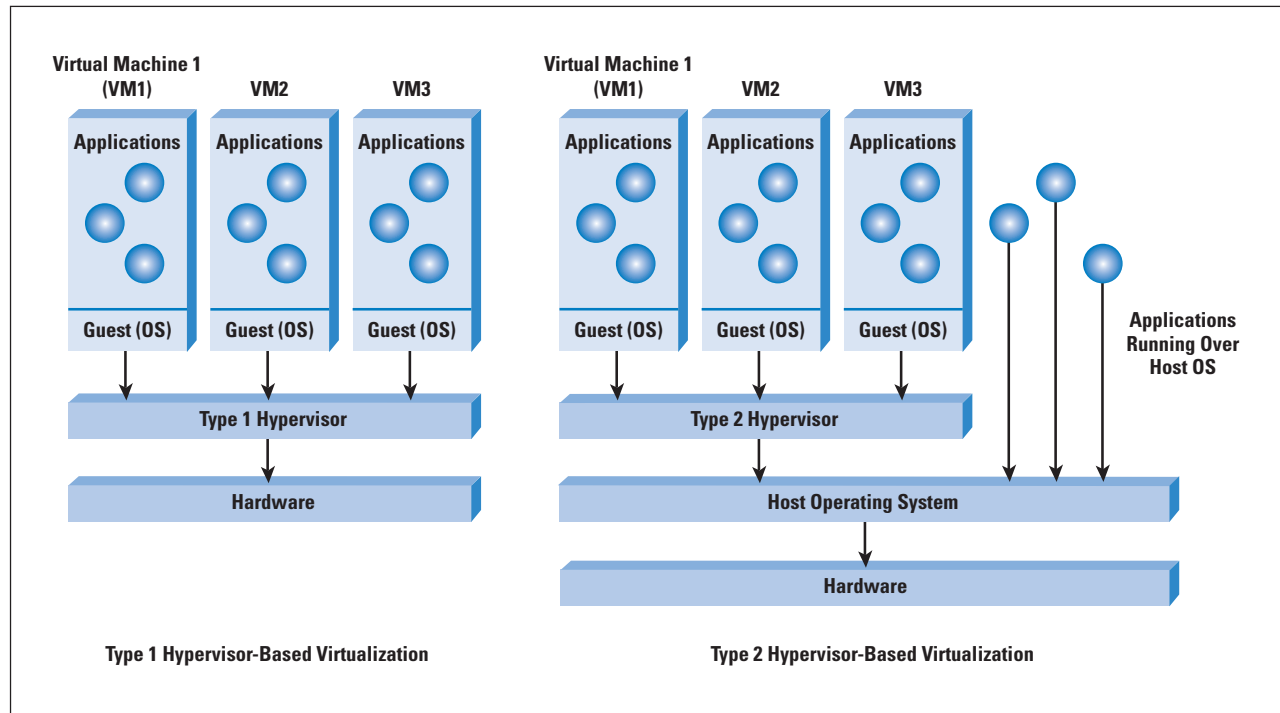 Virtual Machine 1
(VM1)
VM2
VM3
Applications
Applications
Applications
Guest (OS)
Guest (OS)
Guest (OS)
Type 1 Hypervisor
Hardware
Type 1 Hypervisor-Based Virtualization
Virtual Machine 1
(VM1)
VM2
VM3
Applications
Applications
Applications
Guest (OS)
Guest (OS)
Guest (OS)
Applications
Running Over
Host OS
Type 2 Hypervisor
Host Operating System
Hardware
Type 2 Hypervisor-Based Virtualization